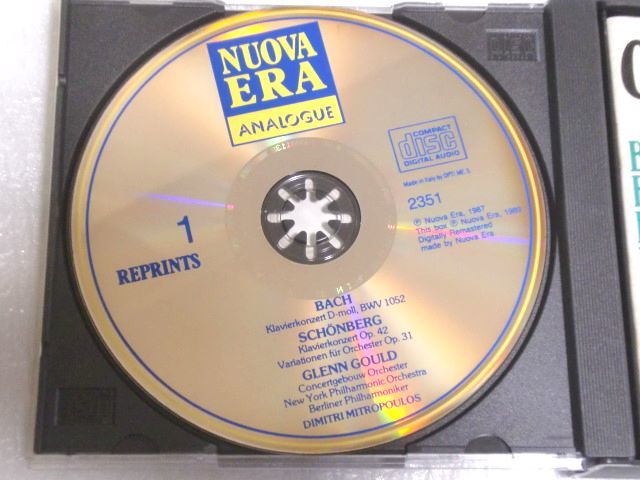 NUOVA
ERA
ANALOGUE
COMPACT
disc
DIGITAL AUDIO
Made in Italy by OPTI ME.S
2351
℗ Nuova Era, 1987
This box ℗ Nuova Era, 1989
Digitally Remastered
made by Nuova Era
1
REPRINTS
BACH
Klavierkonzert D-moll, BWV 1052
SCHÖNBERG
Klavierkonzert Op. 42
Variationen für Orchester Op. 31
GLENN GOULD
Concertgebouw Orchester
New York Philharmonic Orchestra
Berliner Philharmoniker
DIMITRI MITROPOULOS